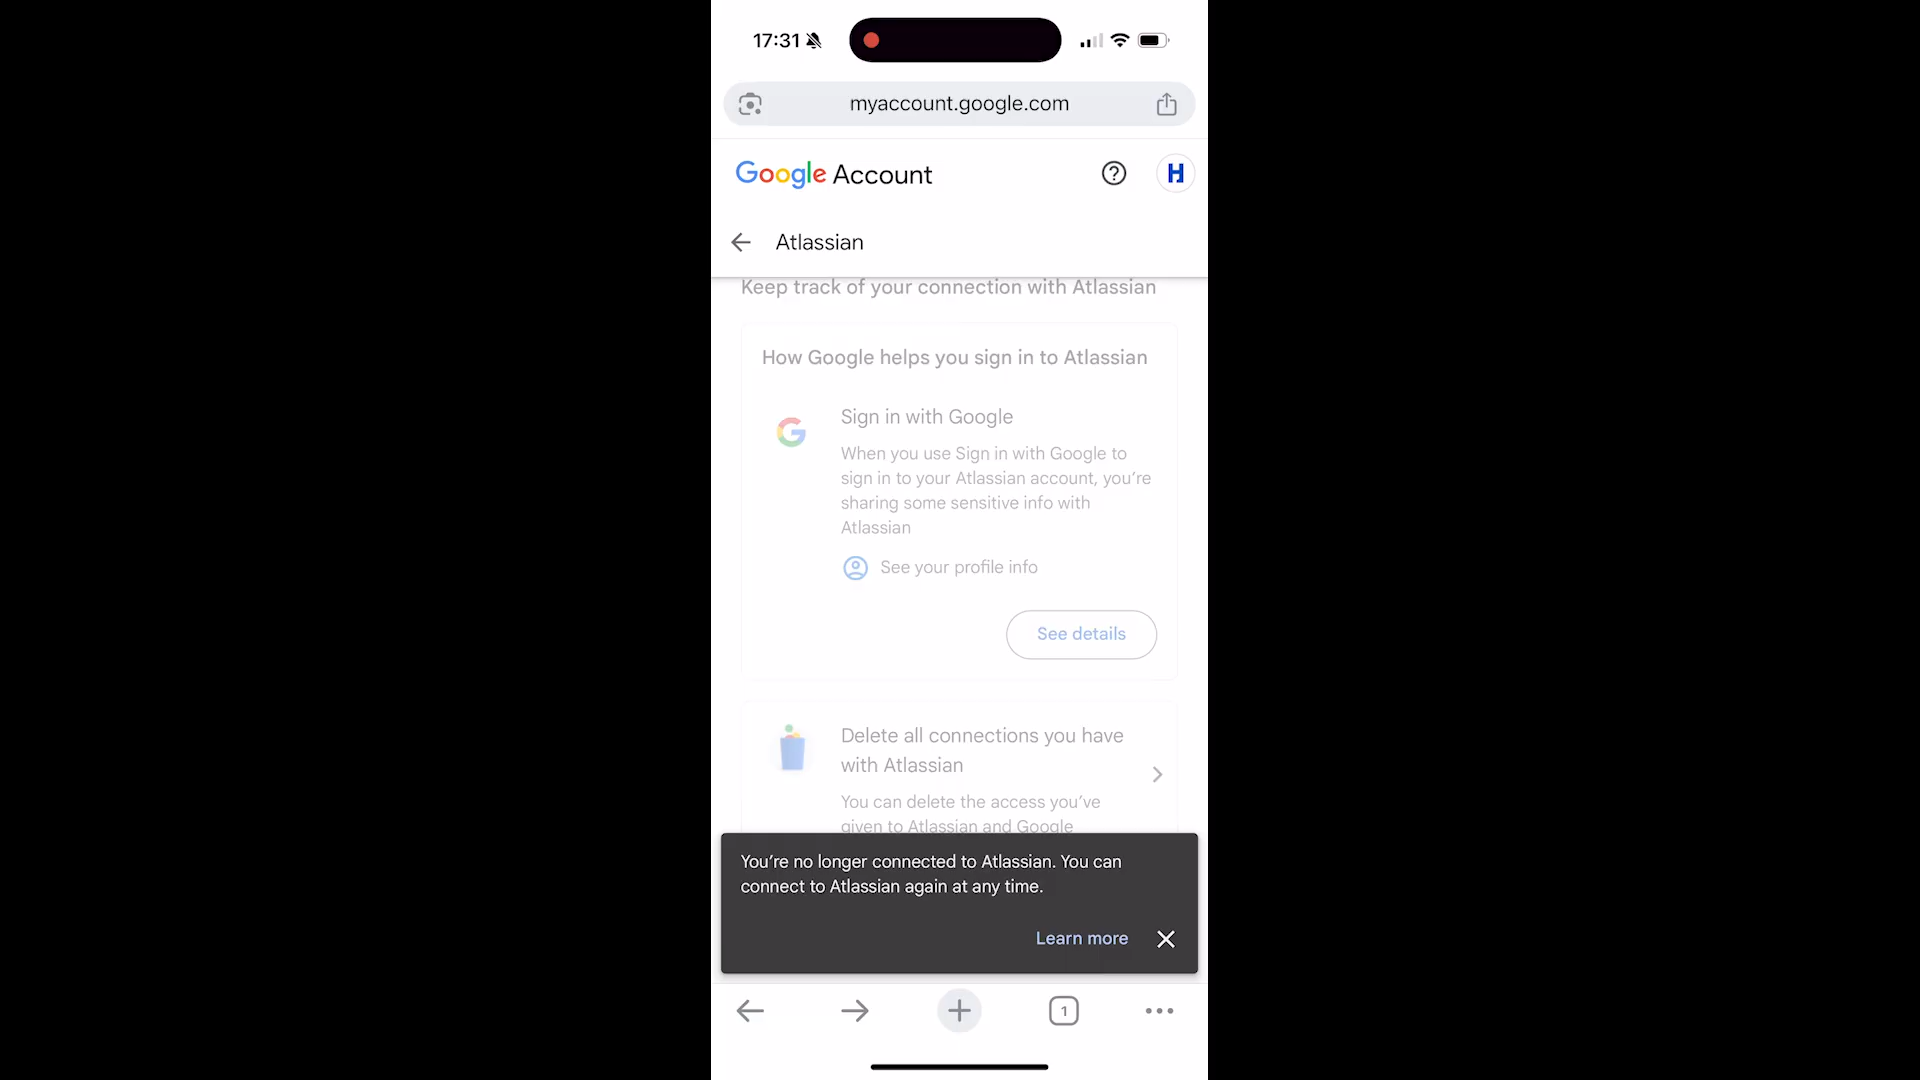 17:31
myaccount.google.com
Google Account
H
Atlassian
Keep track of your connection with Atlassian
How Google helps you sign in to Atlassian
Sign in with Google
When you use Sign in with Google to
sign in to your Atlassian account, you’re
sharing some sensitive info with
Atlassian
See your profile info
See details
Delete all connections you have
with Atlassian
You can delete the access you’ve
given to Atlassian and Google
You’re no longer connected to Atlassian. You can
connect to Atlassian again at any time.
Learn more
1